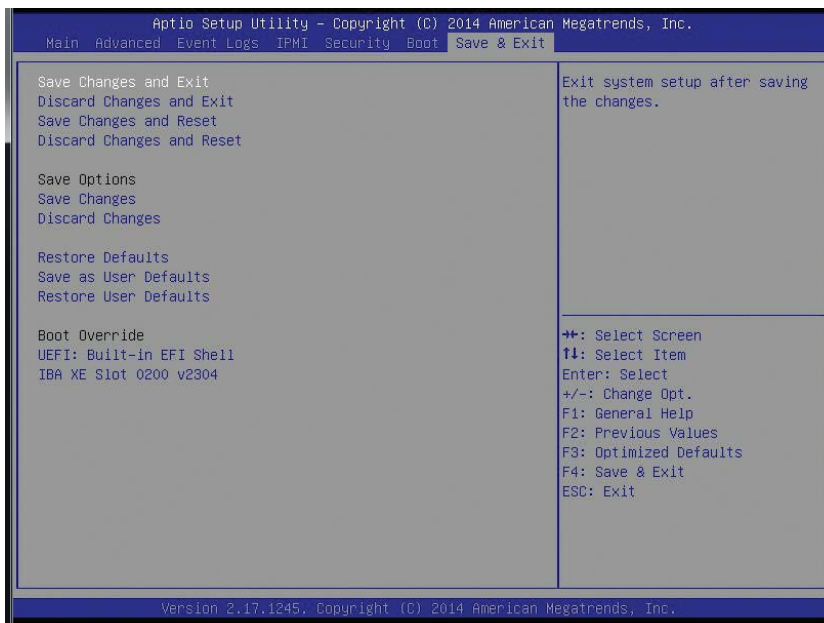 Aptio Setup Utility – Copyright (C) 2014 American Megatrends, Inc.
Main Advanced Event Logs IPMI Security Boot Save & Exit
Save Changes and Exit
Discard Changes and Exit
Save Changes and Reset
Discard Changes and Reset
Save Options
Save Changes
Discard Changes
Restore Defaults
Save as User Defaults
Restore User Defaults
Boot Override
UEFI: Built-in EFI Shell
IBA XE Slot 0200 v2304
Exit system setup after saving
the changes.
→←: Select Screen
↑↓: Select Item
Enter: Select
+/-: Change Opt.
F1: General Help
F2: Previous Values
F3: Optimized Defaults
F4: Save & Exit
ESC: Exit
Version 2.17.1245. Copyright (C) 2014 American Megatrends, Inc.